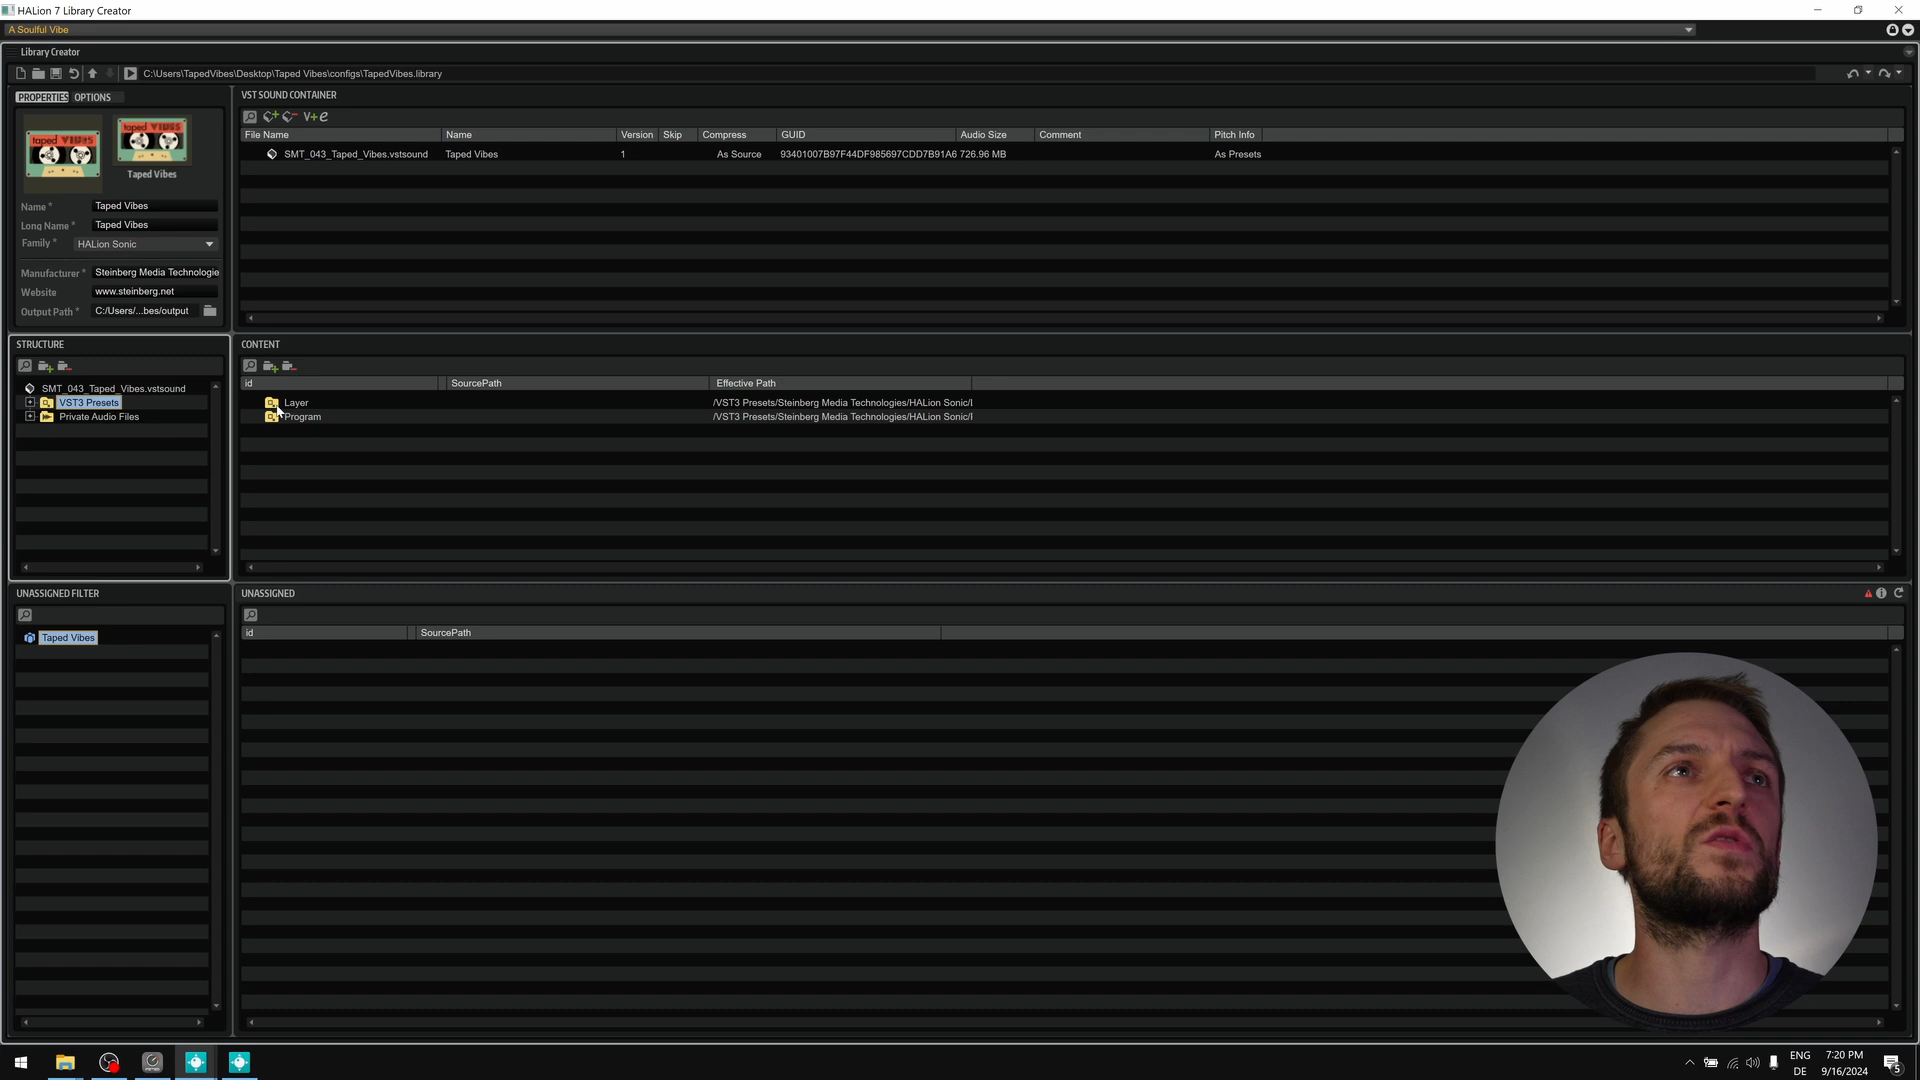 HALion 7 Library Creator
A Soulful Vibe
Library Creator
C:\Users\TapedVibes\Desktop\Taped Vibes\configs\TapedVibes.library
PROPERTIES OPTIONS
taped VIBES
taped VIBES
Taped Vibes
Name * Taped Vibes
Long Name * Taped Vibes
Family * HALion Sonic
Manufacturer * Steinberg Media Technologie
Website www.steinberg.net
Output Path * C:/Users/...bes/output
VST SOUND CONTAINER
V+ e
File Name Name Version Skip Compress GUID Audio Size Comment Pitch Info
SMT_043_Taped_Vibes.vstsound Taped Vibes 1 As Source 93401007B97F44DF985697CDD7B91A6 726.96 MB As Presets
STRUCTURE
SMT_043_Taped_Vibes.vstsound
VST3 Presets
Private Audio Files
CONTENT
id SourcePath Effective Path
Layer /VST3 Presets/Steinberg Media Technologies/HALion Sonic/
Program /VST3 Presets/Steinberg Media Technologies/HALion Sonic/
UNASSIGNED FILTER
Taped Vibes
UNASSIGNED
id SourcePath
ENG
DE
7:20 PM
9/16/2024
5